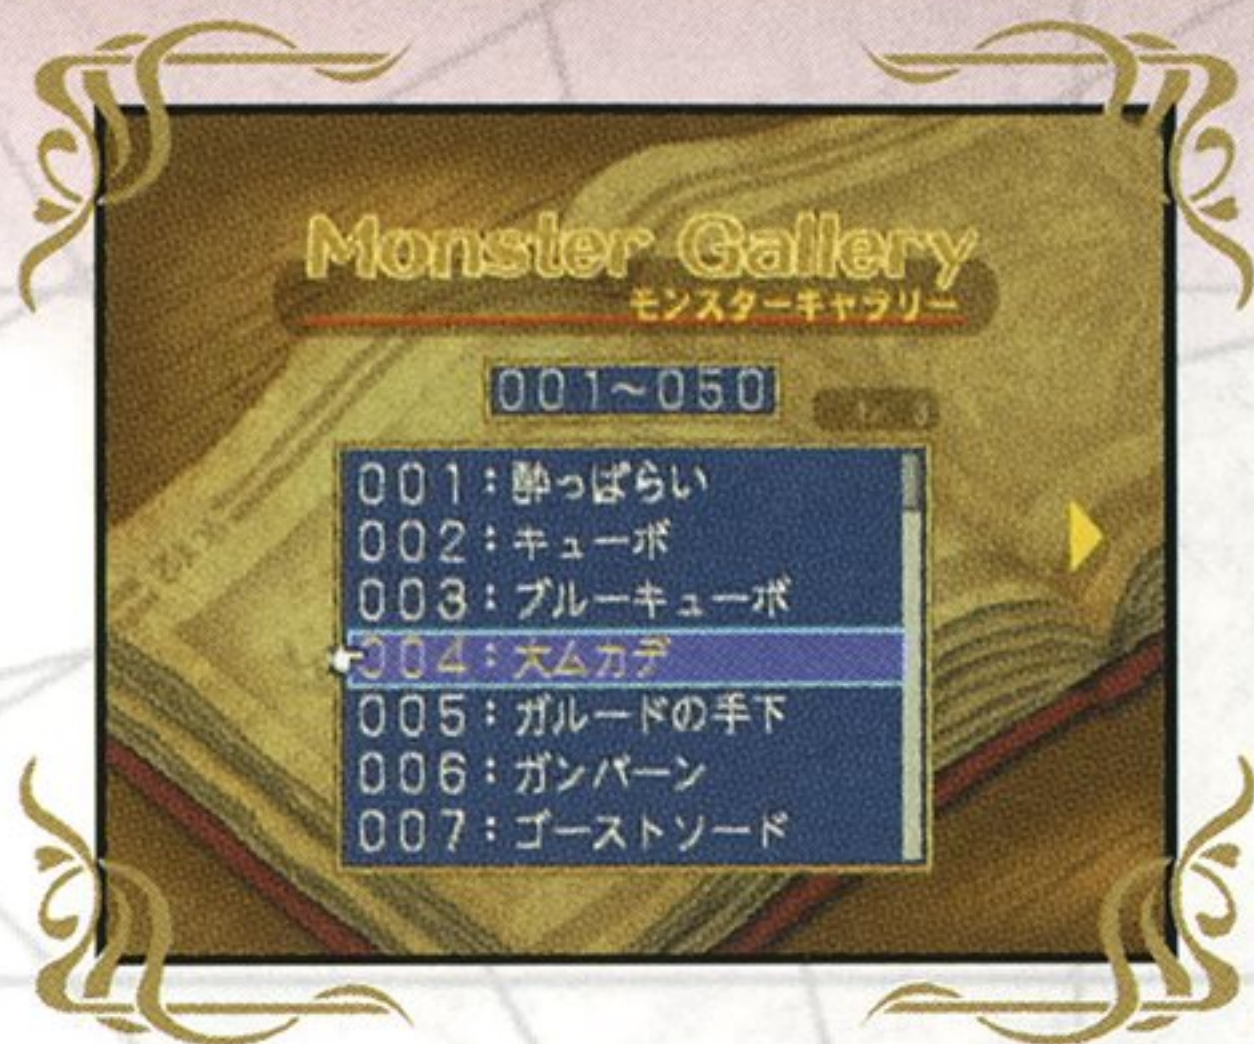 Monster Gallery
モンスターギャラリー
001～050
001：酔っぱらい
002：キューボ
003：ブルーキューボ
004：大ムカデ
005：ガルードの手下
006：ガンバーン
007：ゴーストソード